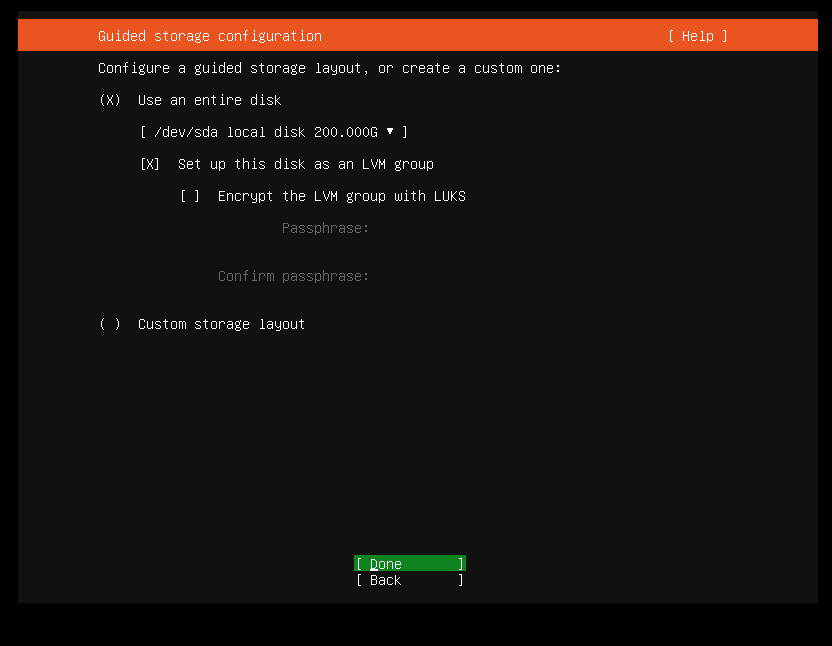 Guided storage configuration [ Help ]
Configure a guided storage layout, or create a custom one:
(X) Use an entire disk
[ /dev/sda local disk 200.000G ▾ ]
[X] Set up this disk as an LVM group
[ ] Encrypt the LVM group with LUKS
Passphrase:
Confirm passphrase:
( ) Custom storage layout
[ Done ]
[ Back ]